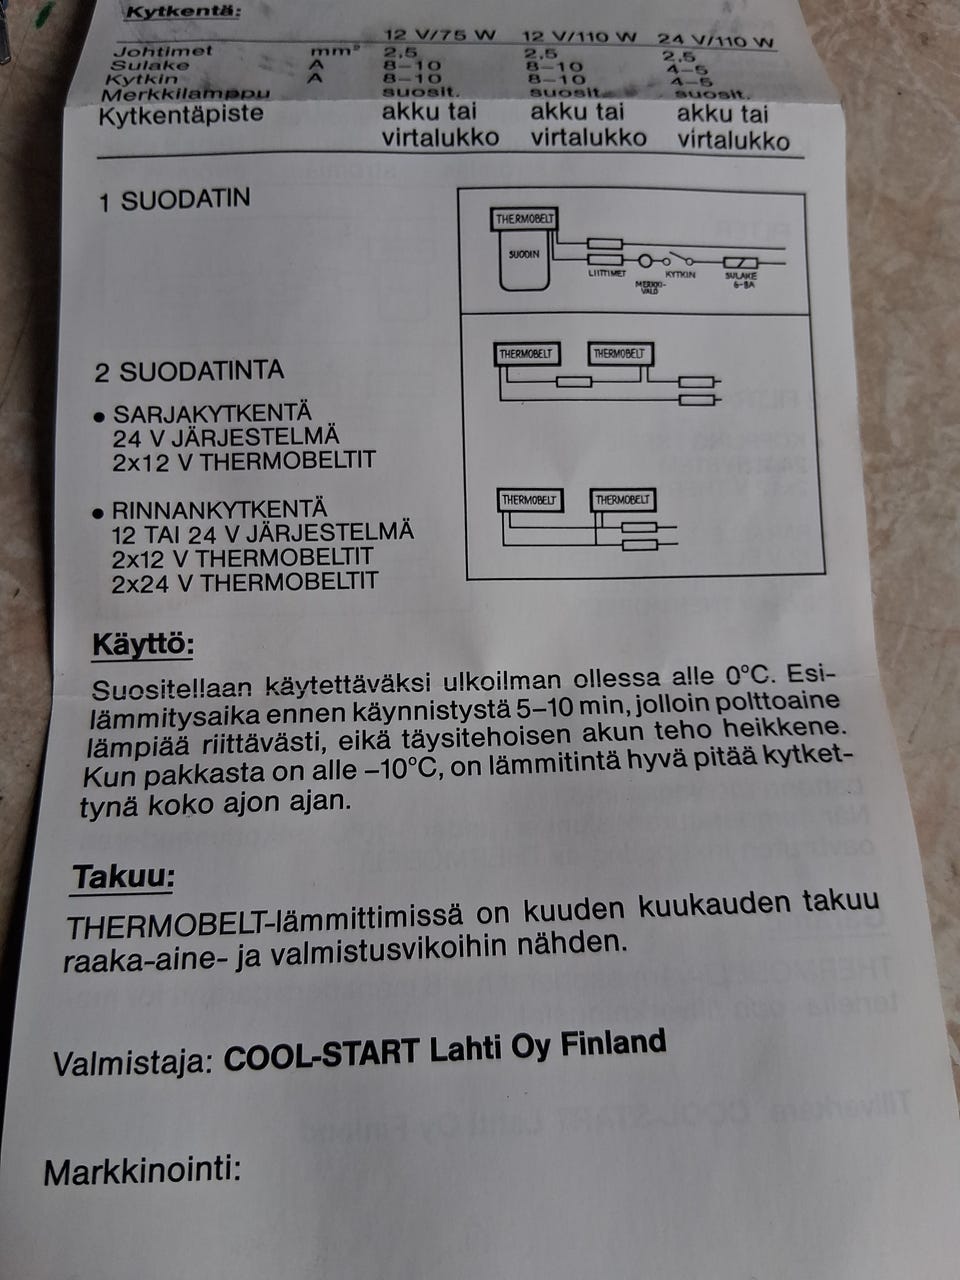 Kytkentä:
12 V/75 W 12 V/110 W 24 V/110 W
Johtimet mm² 2,5 2,5 2,5
Sulake A 8–10 8–10 4–5
Kytkin A 8–10 8–10 4–5
Merkkilamppu suosit. suosit. suosit.
Kytkentäpiste akku tai akku tai akku tai
virtalukko virtalukko virtalukko
1 SUODATIN
THERMOBELT
SUODIN
LIITTIMET
MERKKI-
VALO
KYTKIN
SULAKE
6-8A
2 SUODATINTA
THERMOBELT THERMOBELT
• SARJAKYTKENTÄ
24 V JÄRJESTELMÄ
2x12 V THERMOBELTIT
THERMOBELT THERMOBELT
• RINNANKYTKENTÄ
12 TAI 24 V JÄRJESTELMÄ
2x12 V THERMOBELTIT
2x24 V THERMOBELTIT
Käyttö:
Suositellaan käytettäväksi ulkoilman ollessa alle 0°C. Esi-
lämmitysaika ennen käynnistystä 5–10 min, jolloin polttoaine
lämpiää riittävästi, eikä täysitehoisen akun teho heikkene.
Kun pakkasta on alle –10°C, on lämmitintä hyvä pitää kytket-
tynä koko ajon ajan.
Takuu:
THERMOBELT-lämmittimissä on kuuden kuukauden takuu
raaka-aine- ja valmistusvikoihin nähden.
Valmistaja: COOL-START Lahti Oy Finland
Markkinointi: